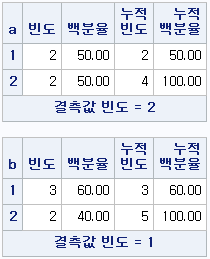 a 빈도 백분율 누적 빈도 누적 백분율
1 2 50.00 2 50.00
2 2 50.00 4 100.00
결측값 빈도 = 2
b 빈도 백분율 누적 빈도 누적 백분율
1 3 60.00 3 60.00
2 2 40.00 5 100.00
결측값 빈도 = 1